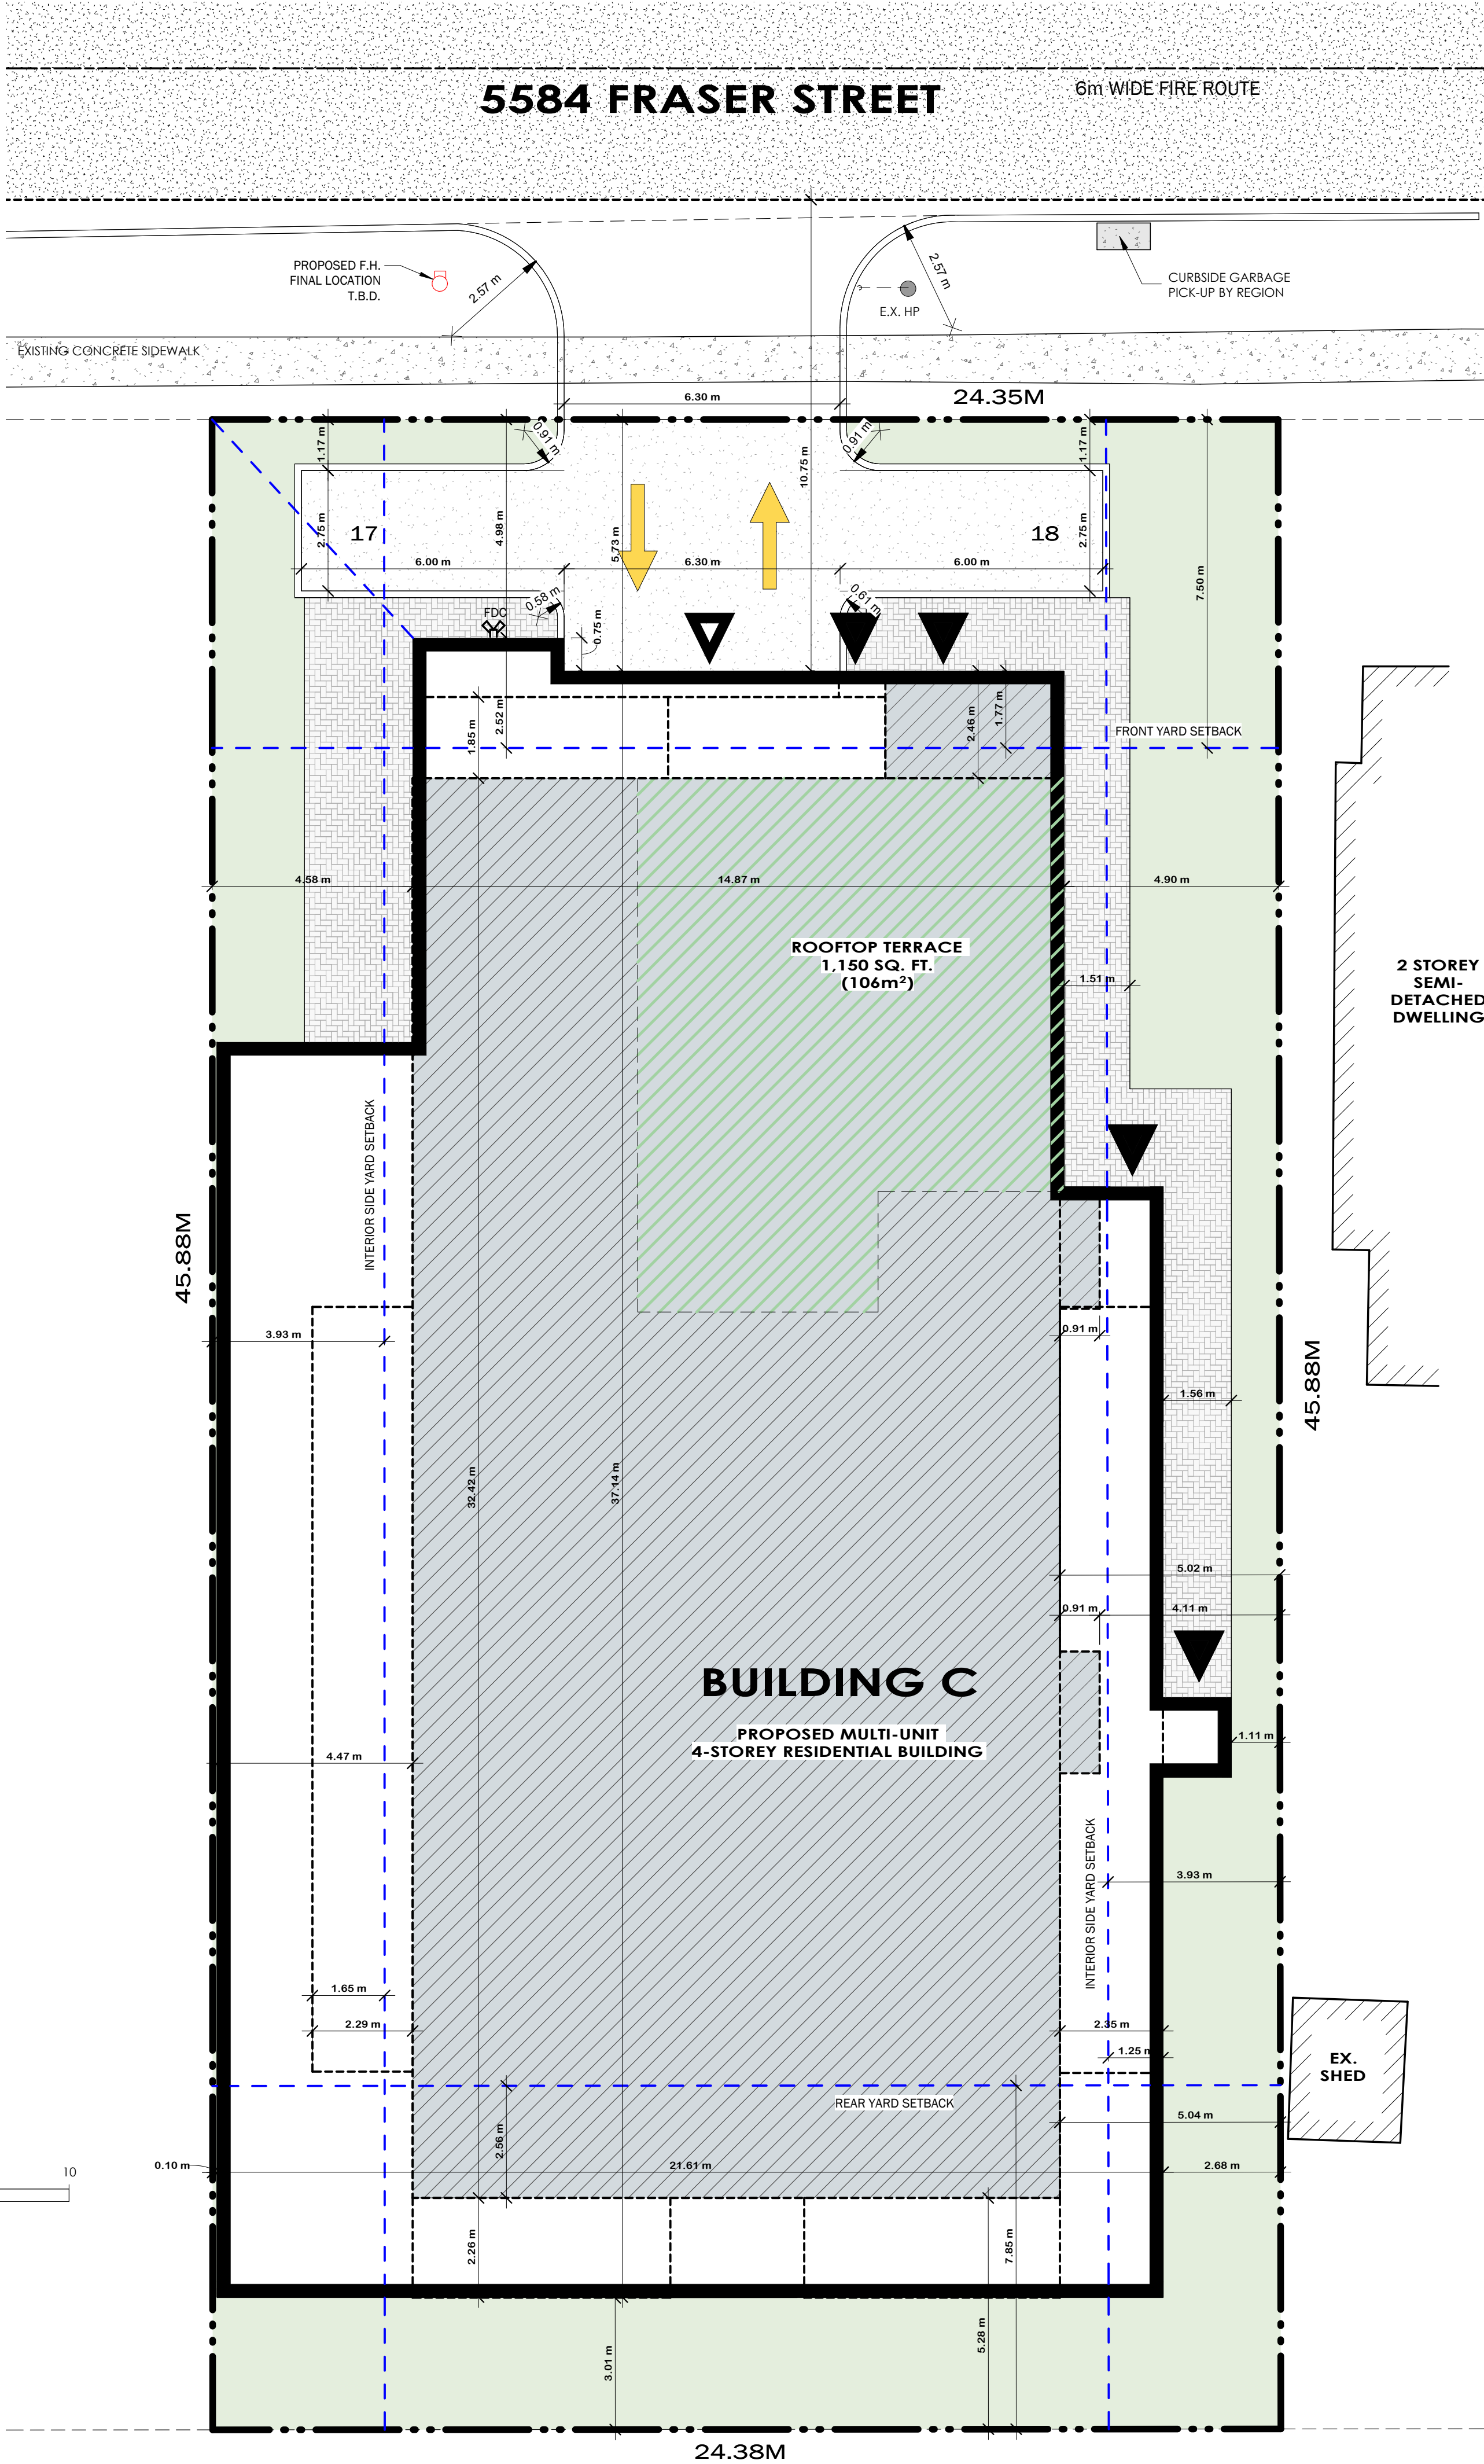 5584 FRASER STREET
6m WIDE FIRE ROUTE
PROPOSED F.H.
FINAL LOCATION
T.B.D.
2.57 m
2.57 m
E.X. HP
CURBSIDE GARBAGE
PICK-UP BY REGION
EXISTING CONCRETE SIDEWALK
6.30 m
24.35M
1.17 m
0.91 m
0.91 m
1.17 m
10.75 m
17
2.75 m
4.98 m
5.73 m
18
2.75 m
6.00 m
6.30 m
6.00 m
7.50 m
FDC
0.58 m
0.75 m
0.61 m
1.85 m
2.52 m
2.46 m
1.77 m
FRONT YARD SETBACK
4.58 m
14.87 m
4.90 m
ROOFTOP TERRACE
1,150 SQ. FT.
(106m²)
1.51 m
2 STOREY
SEMI-
DETACHED
DWELLING
INTERIOR SIDE YARD SETBACK
45.88M
3.93 m
0.91 m
45.88M
1.56 m
32.42 m
37.14 m
5.02 m
0.91 m
4.11 m
BUILDING C
PROPOSED MULTI-UNIT
4-STOREY RESIDENTIAL BUILDING
4.47 m
1.11 m
INTERIOR SIDE YARD SETBACK
3.93 m
1.65 m
2.29 m
2.35 m
1.25 m
EX.
SHED
REAR YARD SETBACK
5.04 m
2.56 m
0.10 m
21.61 m
2.68 m
10
2.26 m
7.85 m
5.28 m
3.01 m
24.38M